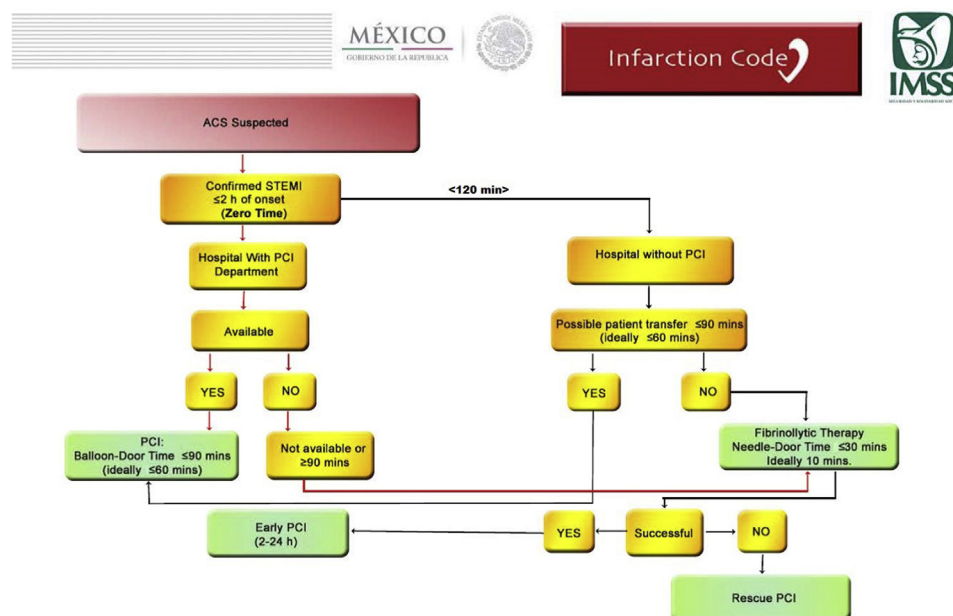 MÉXICO
GOBIERNO DE LA REPUBLICA
Infarction Code
IMSS
ACS Suspected
Confirmed STEMI
≤2 h of onset
(Zero Time)
<120 min>
Hospital With PCI
Department
Hospital without PCI
Available
Possible patient transfer ≤90 mins
(ideally ≤60 mins)
YES
NO
YES
NO
PCI:
Balloon-Door Time ≤90 mins
(ideally ≤60 mins)
Not available or
≥90 mins
Fibrinollytic Therapy
Needle-Door Time ≤30 mins
Ideally 10 mins.
Early PCI
(2-24 h)
YES
Successful
NO
Rescue PCI